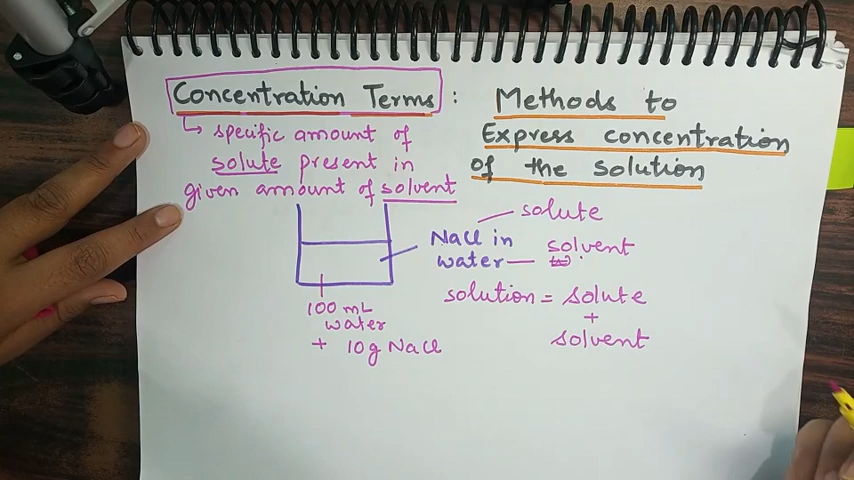 Concentration Terms : Methods to
Express concentration
of the solution
↳ specific amount of
solute present in
given amount of solvent
solute
NaCl in
water — solvent
solution = solute
+
solvent
100 mL
water
+ 10g NaCl